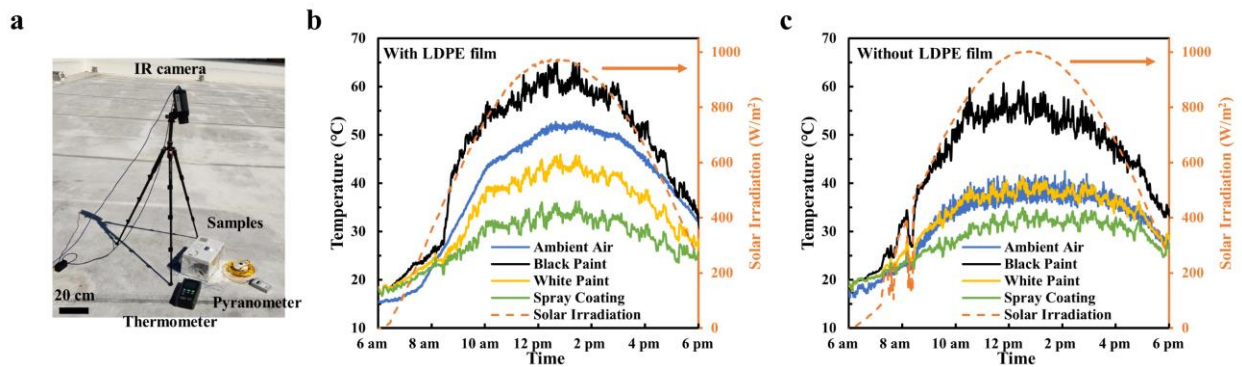 a
IR camera
Samples
Pyranometer
20 cm
Thermometer
b
With LDPE film
Temperature (°C)
70
60
50
40
30
20
10
Ambient Air
Black Paint
White Paint
Spray Coating
Solar Irradiation
6 am 8 am 10 am 12 pm 2 pm 4 pm 6 pm
Time
1000
800
600
400
200
0
Solar Irradiation (W/m²)
c
Without LDPE film
Temperature (°C)
70
60
50
40
30
20
10
Ambient Air
Black Paint
White Paint
Spray Coating
Solar Irradiation
6 am 8 am 10 am 12 pm 2 pm 4 pm 6 pm
Time
1000
800
600
400
200
0
Solar Irradiation (W/m²)